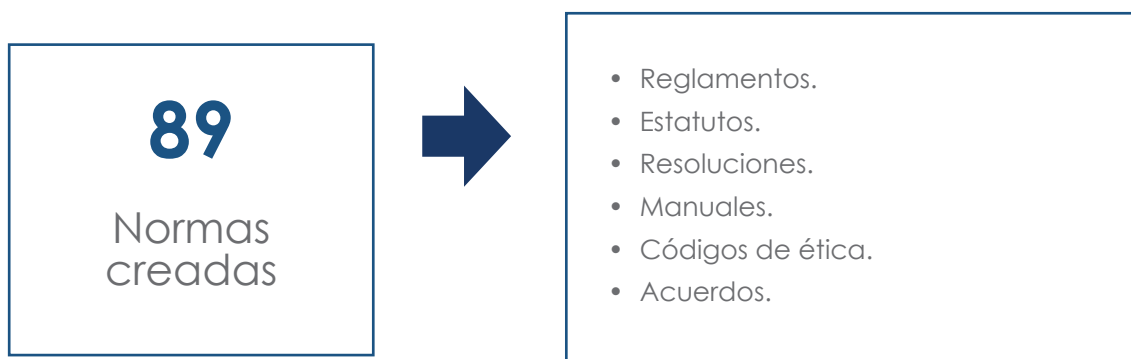 89
Normas
creadas
• Reglamentos.
• Estatutos.
• Resoluciones.
• Manuales.
• Códigos de ética.
• Acuerdos.